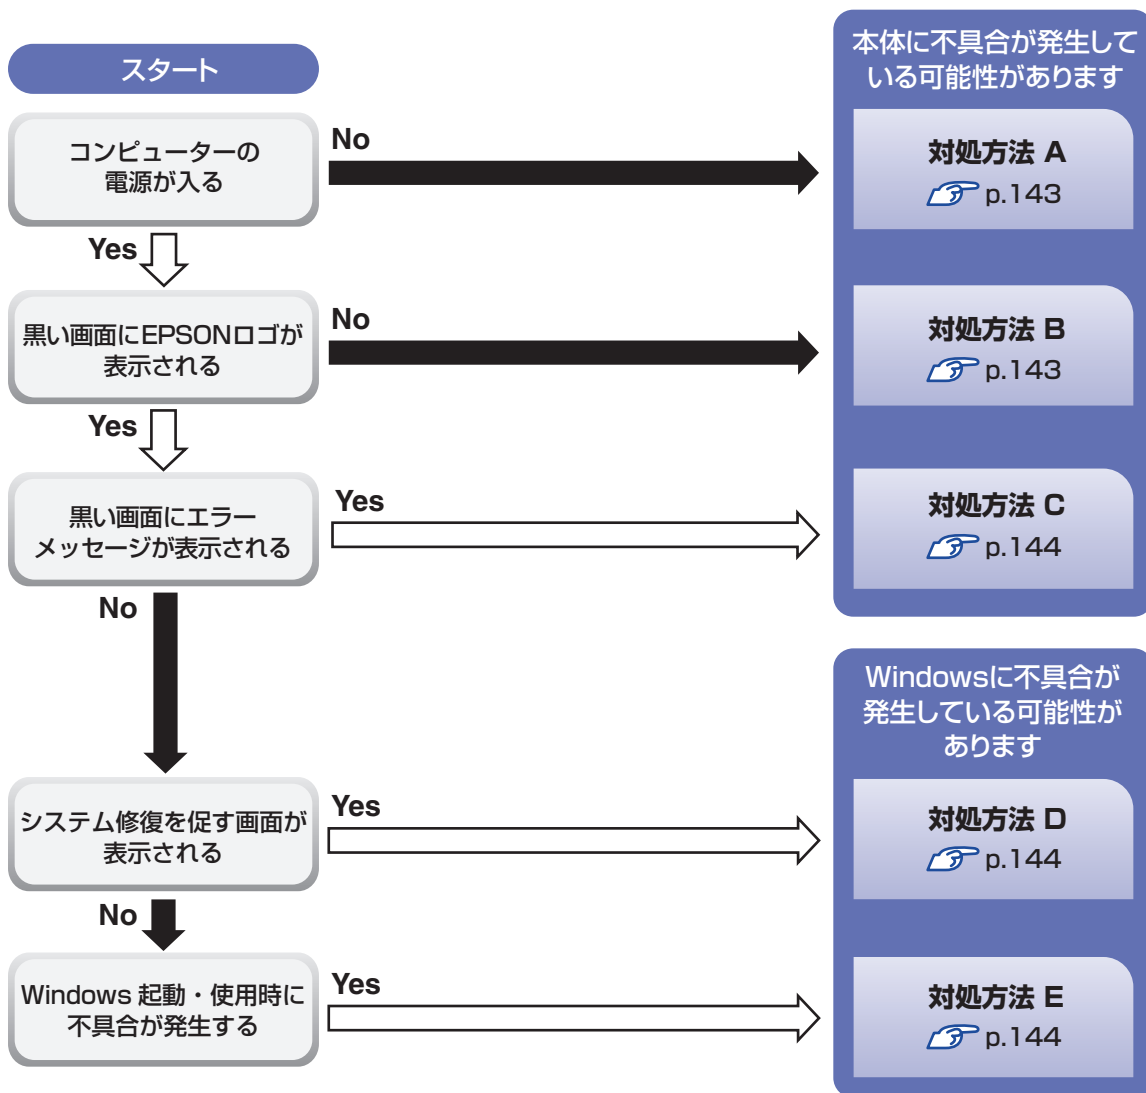 スタート
コンピューターの
電源が入る
No
Yes
黒い画面にEPSONロゴが
表示される
No
Yes
黒い画面にエラー
メッセージが表示される
Yes
No
システム修復を促す画面が
表示される
Yes
No
Windows 起動・使用時に
不具合が発生する
Yes
本体に不具合が発生して
いる可能性があります
対処方法 A
p.143
対処方法 B
p.143
対処方法 C
p.144
Windowsに不具合が
発生している可能性が
あります
対処方法 D
p.144
対処方法 E
p.144